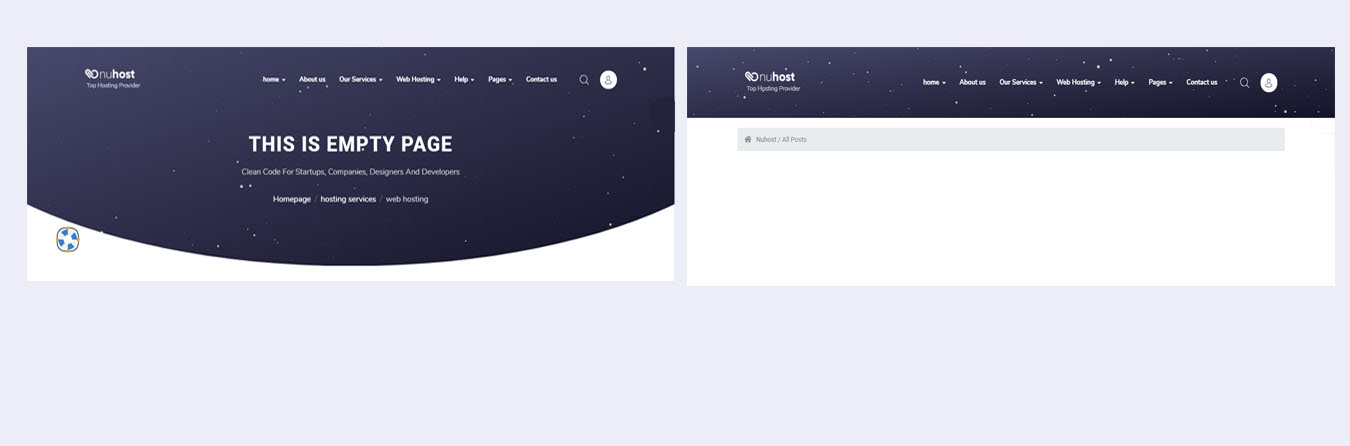 nuhost
Top Hosting Provider
home About us Our Services Web Hosting Help Pages Contact us
THIS IS EMPTY PAGE
Clean Code For Startups, Companies, Designers And Developers
Homepage / hosting services / web hosting
nuhost
Top Hosting Provider
home About us Our Services Web Hosting Help Pages Contact us
Nuhost / All Posts